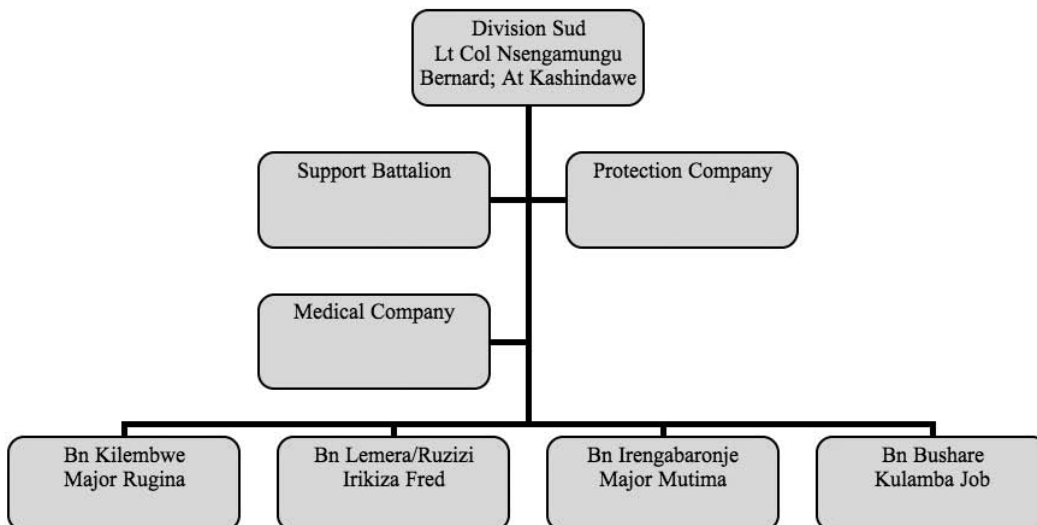 Division Sud
Lt Col Nsengamungu
Bernard; At Kashindawe
Support Battalion
Protection Company
Medical Company
Bn Kilembwe
Major Rugina
Bn Lemera/Ruzizi
Irikiza Fred
Bn Irengabaronje
Major Mutima
Bn Bushare
Kulamba Job